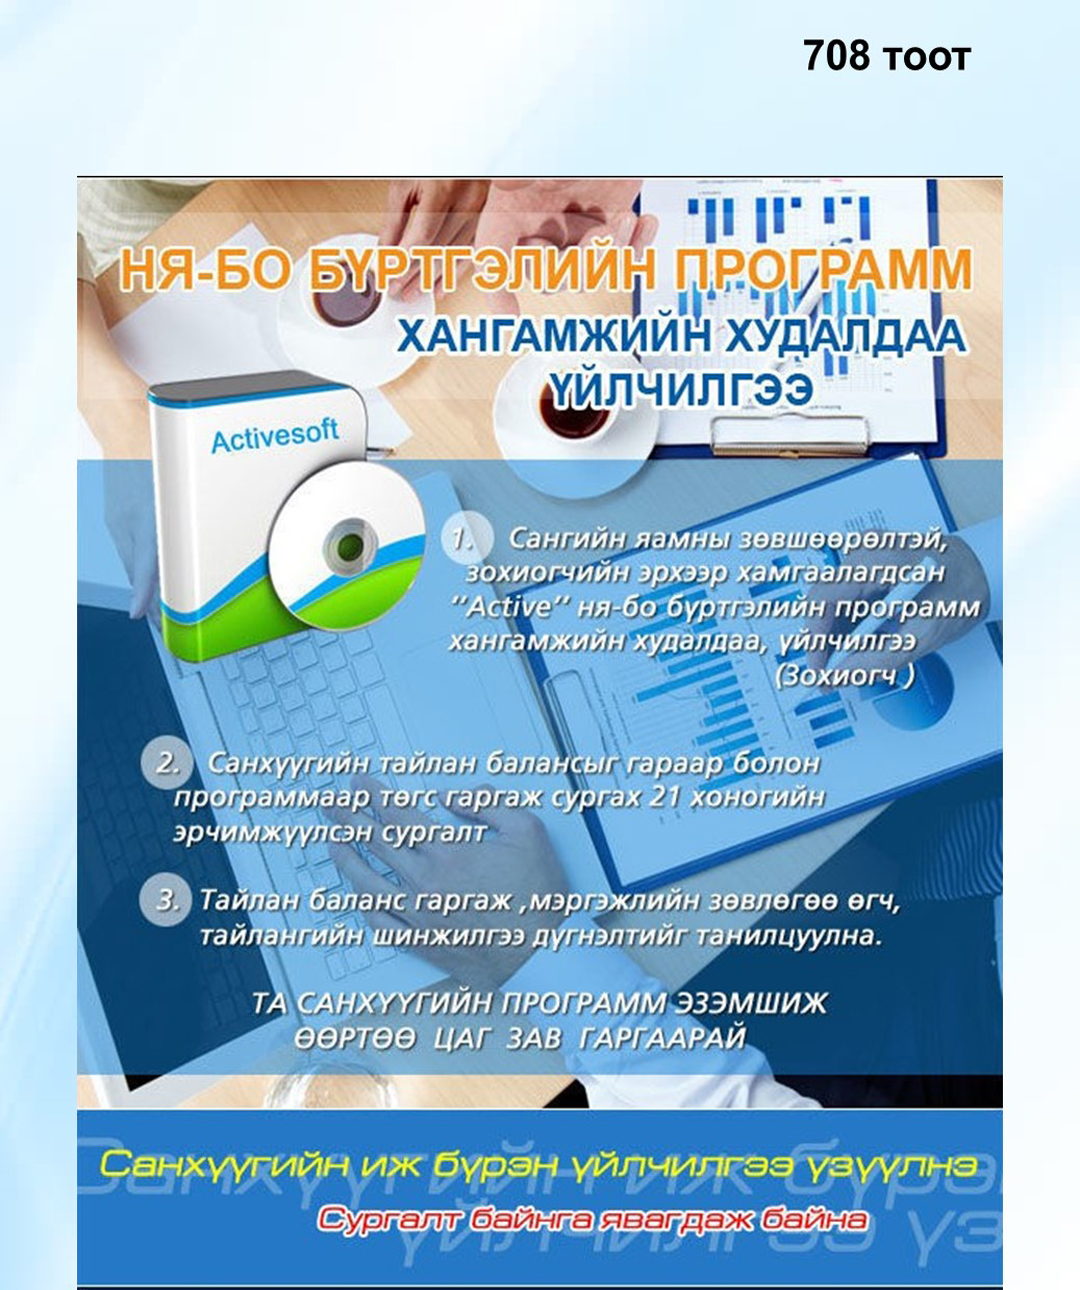 708 тоот
НЯ-БО БҮРТГЭЛИЙН ПРОГРАММ
ХАНГАМЖИЙН ХУДАЛДАА
ҮЙЛЧИЛГЭЭ
Activesoft
1. Сангийн яамны зөвшөөрөлтэй,
зохиогчийн эрхээр хамгаалагдсан
"Active" ня-бо бүртгэлийн программ
хангамжийн худалдаа, үйлчилгээ
(Зохиогч )
2. Санхүүгийн тайлан балансыг гараар болон
программаар төгс гаргаж сургах 21 хоногийн
эрчимжүүлсэн сургалт
3. Тайлан баланс гаргаж ,мэргэжлийн зөвлөгөө өгч,
тайлангийн шинжилгээ дүгнэлтийг танилцуулна.
ТА САНХҮҮГИЙН ПРОГРАММ ЭЗЭМШИЖ
ӨӨРТӨӨ ЦАГ ЗАВ ГАРГААРАЙ
Санхүүгийн иж бүрэн үйлчилгээ үзүүлнэ
Сургалт байнга явагдаж байна